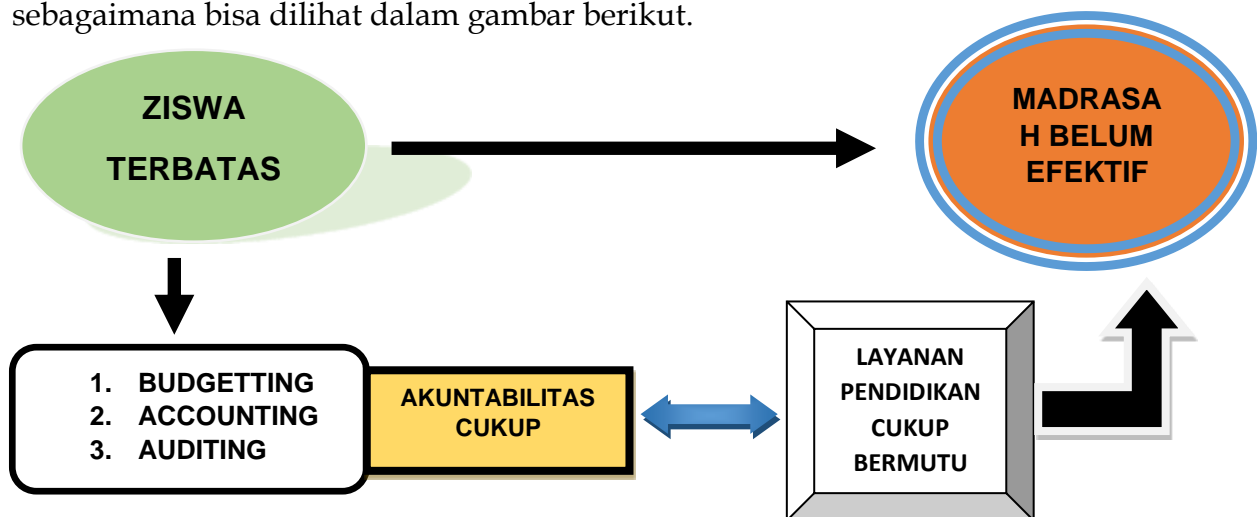 sebagaimana bisa dilihat dalam gambar berikut.
ZISWA
TERBATAS
MADRASA
H BELUM
EFEKTIF
1. BUDGETTING
2. ACCOUNTING
3. AUDITING
AKUNTABILITAS
CUKUP
LAYANAN
PENDIDIKAN
CUKUP
BERMUTU